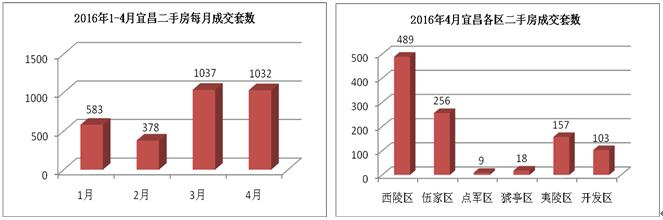 2016年1-4月宜昌二手房每月成交套数
1500
1000
500
0
583
378
1037
1032
1月
2月
3月
4月
2016年4月宜昌各区二手房成交套数
500
400
300
200
100
0
489
256
9
18
157
103
西陵区
伍家区
点军区
猇亭区
夷陵区
开发区